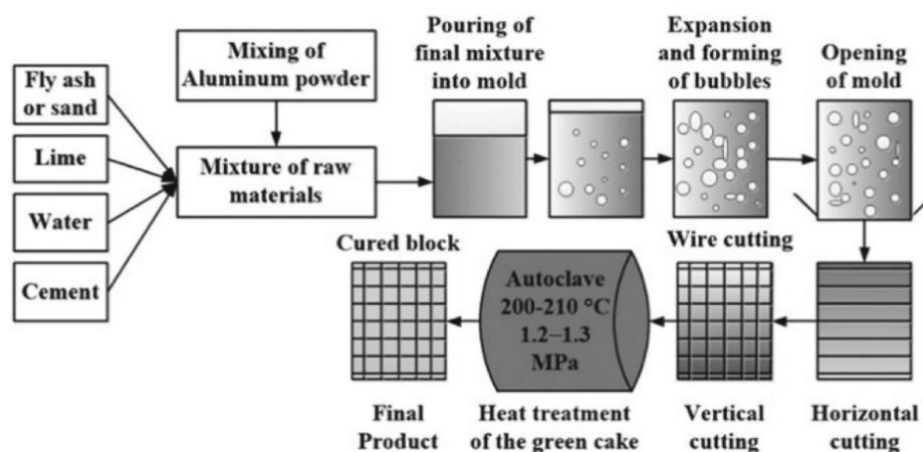 Fly ash
or sand
Lime
Water
Cement
Mixing of
Aluminum powder
Mixture of raw
materials
Pouring of
final mixture
into mold
Expansion
and forming
of bubbles
Opening
of mold
Horizontal
cutting
Wire cutting
Vertical
cutting
Autoclave
200-210 °C
1.2–1.3
MPa
Heat treatment
of the green cake
Cured block
Final
Product